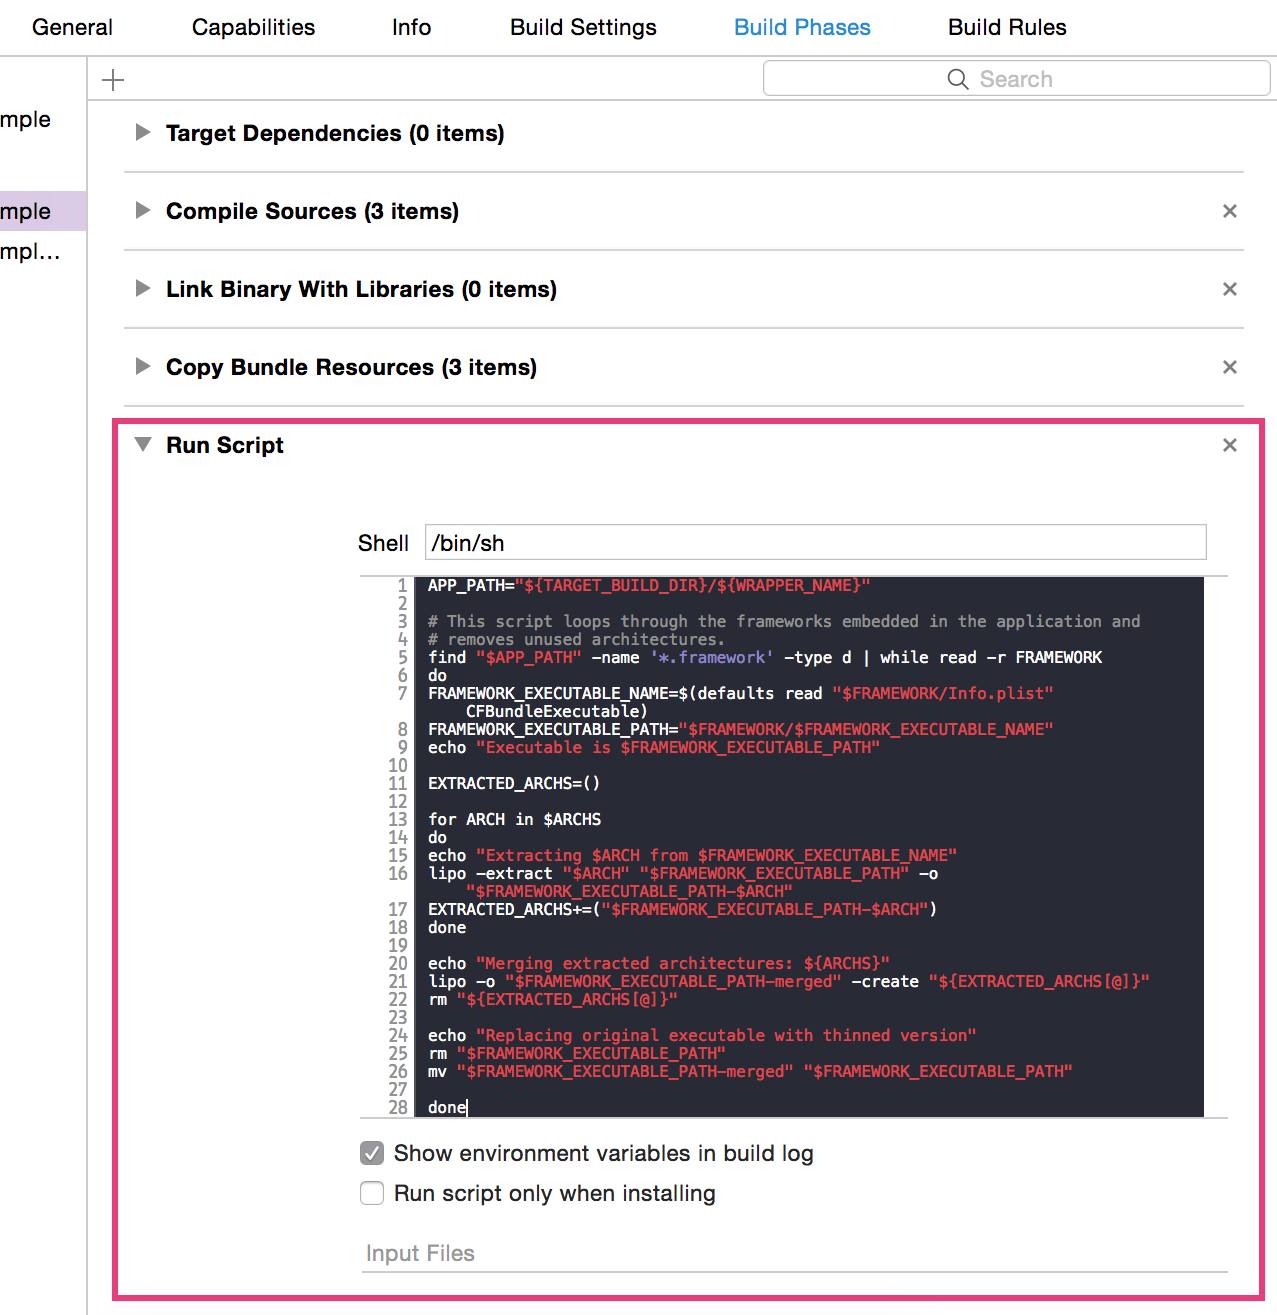 General Capabilities Info Build Settings Build Phases Build Rules
Search
mple
mple
mpl...
Target Dependencies (0 items)
Compile Sources (3 items)
Link Binary With Libraries (0 items)
Copy Bundle Resources (3 items)
Run Script
Shell /bin/sh
1 APP_PATH="${TARGET_BUILD_DIR}/${WRAPPER_NAME}"
2
3 # This script loops through the frameworks embedded in the application and
4 # removes unused architectures.
5 find "$APP_PATH" -name '*.framework' -type d | while read -r FRAMEWORK
6 do
7 FRAMEWORK_EXECUTABLE_NAME=$(defaults read "$FRAMEWORK/Info.plist"
CFBundleExecutable)
8 FRAMEWORK_EXECUTABLE_PATH="$FRAMEWORK/$FRAMEWORK_EXECUTABLE_NAME"
9 echo "Executable is $FRAMEWORK_EXECUTABLE_PATH"
10
11 EXTRACTED_ARCHS=()
12
13 for ARCH in $ARCHS
14 do
15 echo "Extracting $ARCH from $FRAMEWORK_EXECUTABLE_NAME"
16 lipo -extract "$ARCH" "$FRAMEWORK_EXECUTABLE_PATH" -o
"$FRAMEWORK_EXECUTABLE_PATH-$ARCH"
17 EXTRACTED_ARCHS+=("$FRAMEWORK_EXECUTABLE_PATH-$ARCH")
18 done
19
20 echo "Merging extracted architectures: ${ARCHS}"
21 lipo -o "$FRAMEWORK_EXECUTABLE_PATH-merged" -create "${EXTRACTED_ARCHS[@]}"
22 rm "${EXTRACTED_ARCHS[@]}"
23
24 echo "Replacing original executable with thinned version"
25 rm "$FRAMEWORK_EXECUTABLE_PATH"
26 mv "$FRAMEWORK_EXECUTABLE_PATH-merged" "$FRAMEWORK_EXECUTABLE_PATH"
27
28 done
Show environment variables in build log
Run script only when installing
Input Files